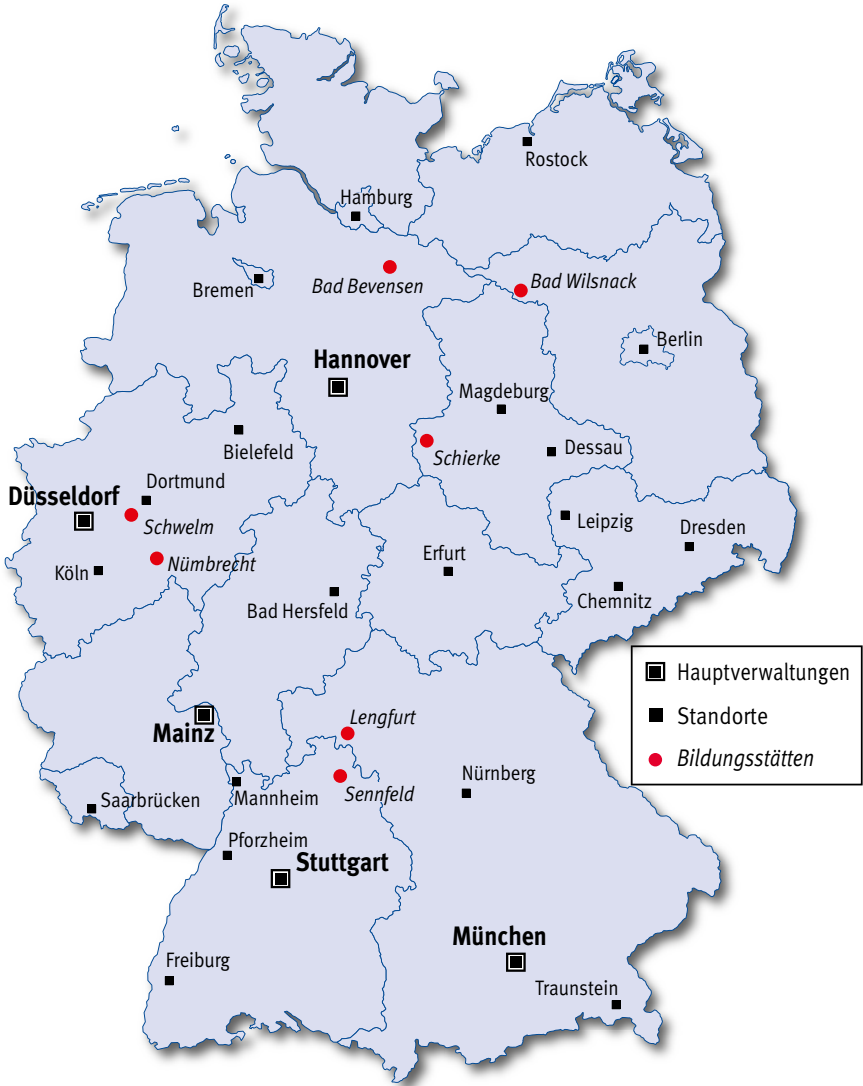 Rostock
Hamburg
Bremen
Bad Bevensen
Bad Wilsnack
Berlin
Hannover
Magdeburg
Bielefeld
Schierke
Dessau
Dortmund
Düsseldorf
Schwelm
Leipzig
Dresden
Köln
Nümbrecht
Erfurt
Bad Hersfeld
Chemnitz
Hauptverwaltungen
Standorte
Bildungsstätten
Mainz
Lengfurt
Saarbrücken
Mannheim
Sennfeld
Nürnberg
Pforzheim
Stuttgart
München
Freiburg
Traunstein